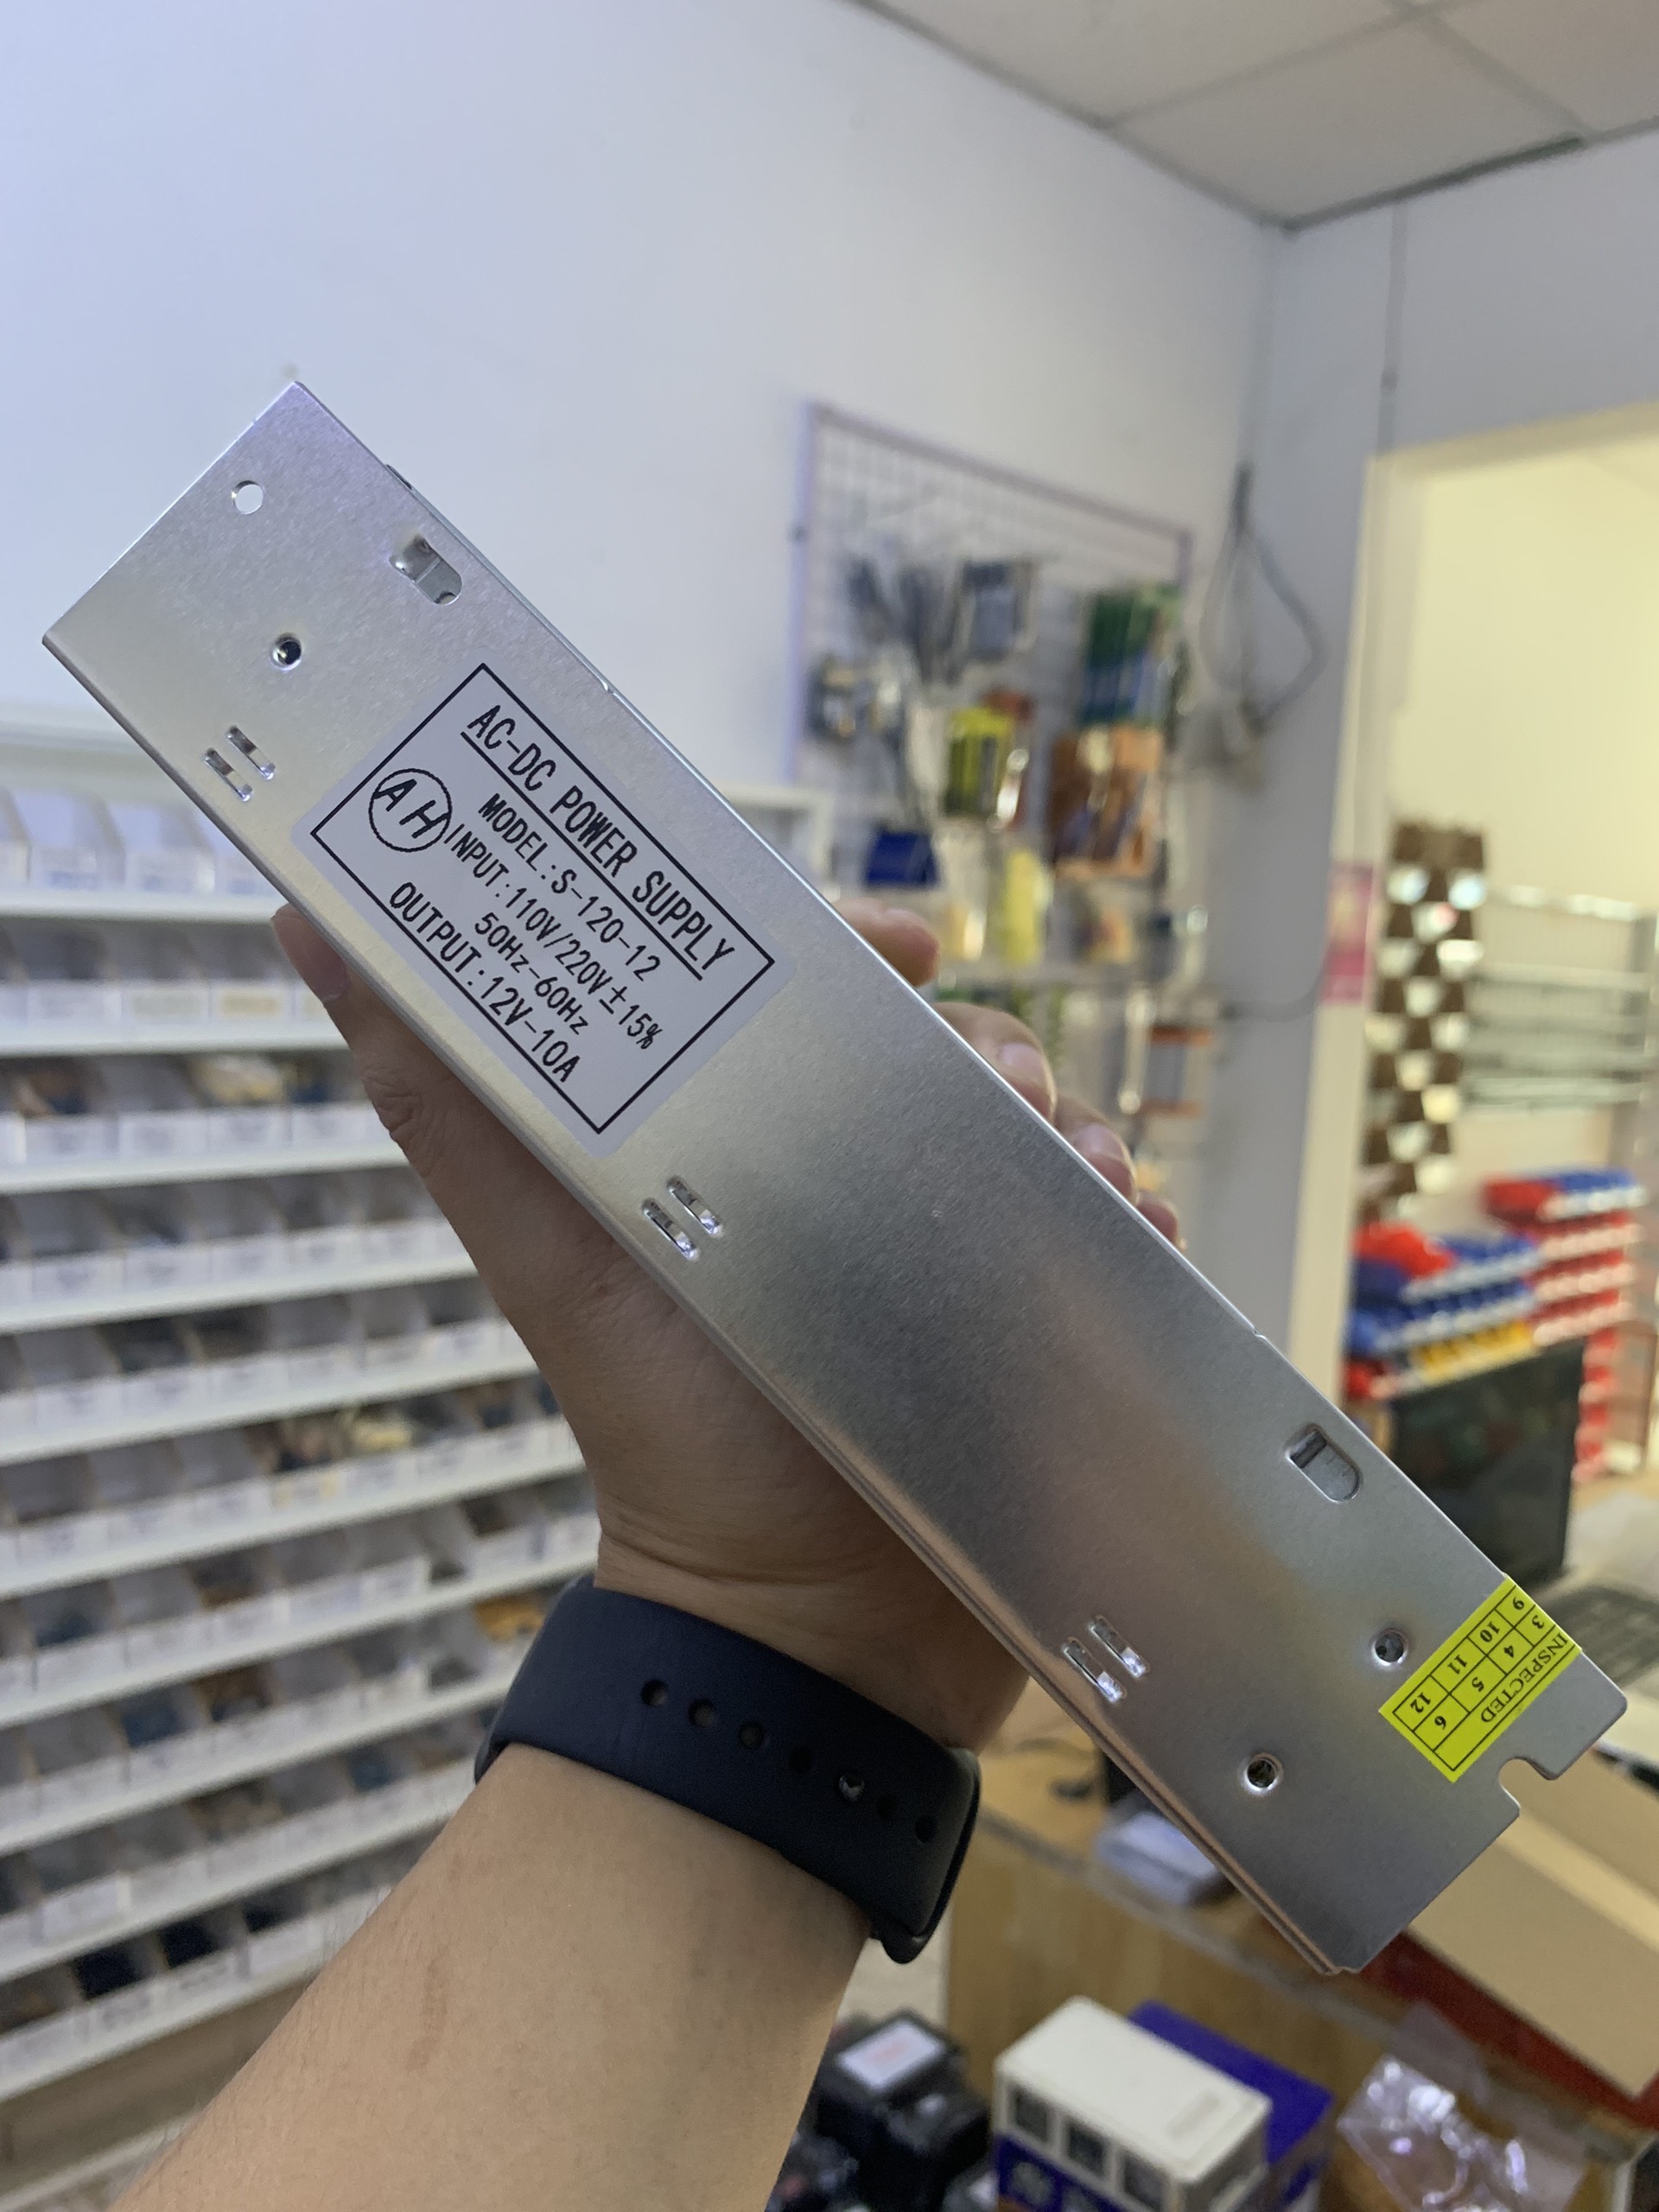 AC-DC POWER SUPPLY
AH
MODEL:S-120-12
INPUT:110V/220V±15%
50Hz-60Hz
OUTPUT:12V-10A
INSPECTED
3 4 5 6
9 10 11 12